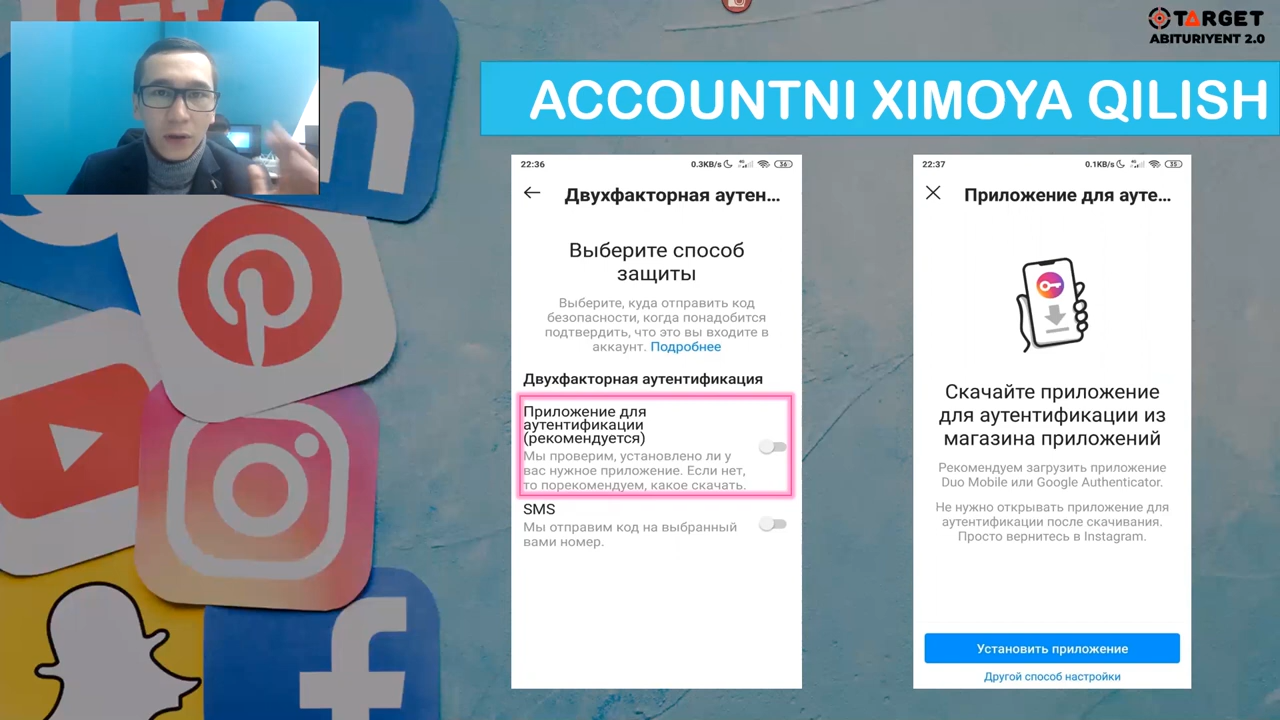 TARGET
ABITURIYENT 2.0
ACCOUNTNI XIMOYA QILISH
22:36
0.3KB/s
36
Двухфакторная аутен...
Выберите способ
защиты
Выберите, куда отправить код
безопасности, когда понадобится
подтвердить, что это вы входите в
аккаунт. Подробнее
Двухфакторная аутентификация
Приложение для
аутентификации
(рекомендуется)
Мы проверим, установлено ли у
вас нужное приложение. Если нет,
то порекомендуем, какое скачать.
SMS
Мы отправим код на выбранный
вами номер.
22:37
0.1KB/s
35
Приложение для ауте...
Скачайте приложение
для аутентификации из
магазина приложений
Рекомендуем загрузить приложение
Duo Mobile или Google Authenticator.
Не нужно открывать приложение для
аутентификации после скачивания.
Просто вернитесь в Instagram.
Установить приложение
Другой способ настройки
in
f